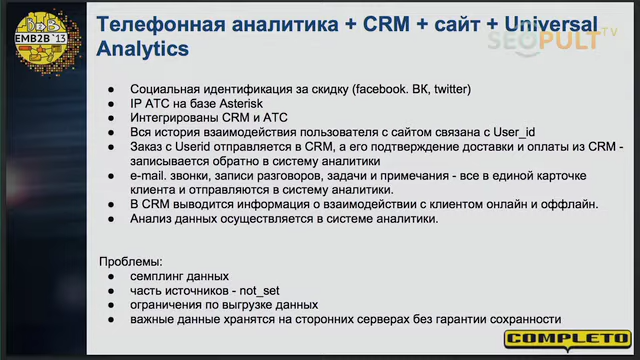 B2B
EMB2B`13
Телефонная аналитика + CRM + сайт + Universal
Analytics
SEOPULT TV
● Социальная идентификация за скидку (facebook. ВК, twitter)
● IP АТС на базе Asterisk
● Интегрированы CRM и АТС
● Вся история взаимодействия пользователя с сайтом связана с User_id
● Заказ с Userid отправляется в CRM, а его подтверждение доставки и оплаты из CRM -
записывается обратно в систему аналитики
● e-mail. звонки, записи разговоров, задачи и примечания - все в единой карточке
клиента и отправляются в систему аналитики.
● В CRM выводится информация о взаимодействии с клиентом онлайн и оффлайн.
● Анализ данных осуществляется в системе аналитики.
Проблемы:
● семплинг данных
● часть источников - not_set
● ограничения по выгрузке данных
● важные данные хранятся на сторонних серверах без гарантии сохранности
COMPLETO